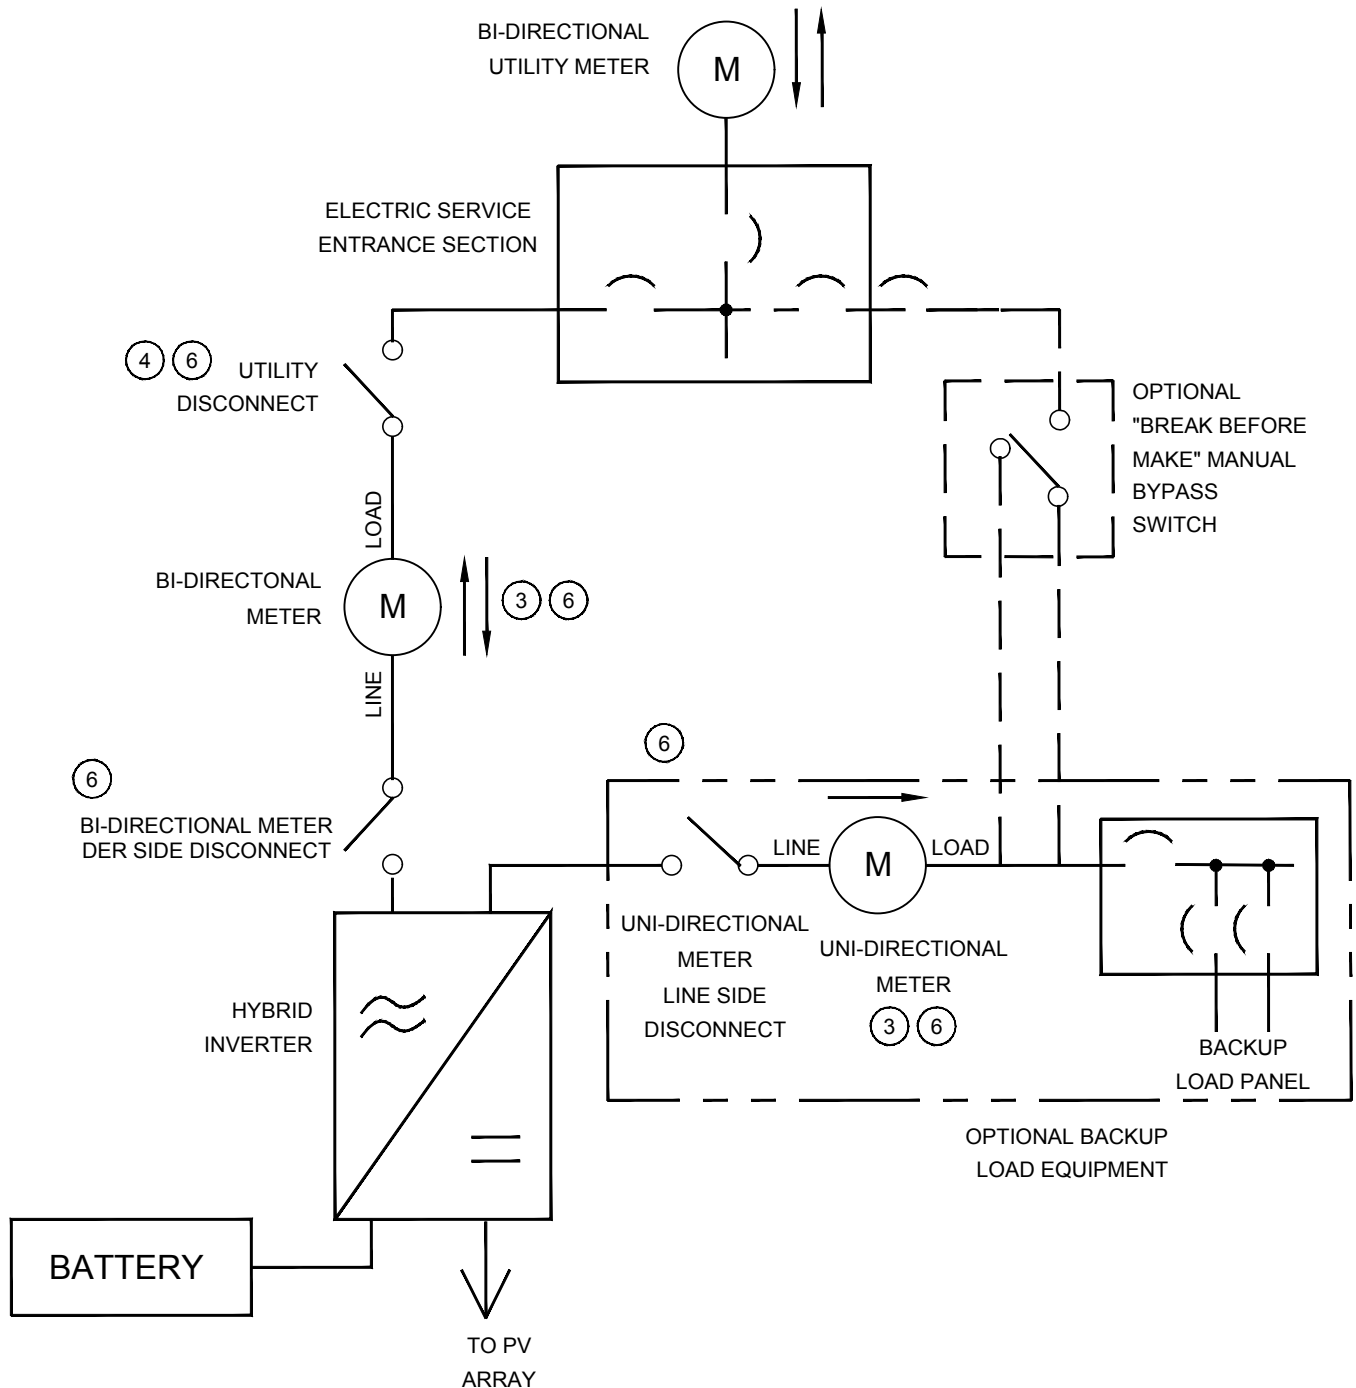 BI-DIRECTIONAL
UTILITY METER
M
ELECTRIC SERVICE
ENTRANCE SECTION
4 6 UTILITY
DISCONNECT
OPTIONAL
"BREAK BEFORE
MAKE" MANUAL
BYPASS
SWITCH
LOAD
BI-DIRECTONAL
METER
M
3 6
LINE
6
BI-DIRECTIONAL METER
DER SIDE DISCONNECT
6
LINE
M
LOAD
UNI-DIRECTIONAL
METER
LINE SIDE
DISCONNECT
UNI-DIRECTIONAL
METER
3 6
BACKUP
LOAD PANEL
OPTIONAL BACKUP
LOAD EQUIPMENT
HYBRID
INVERTER
BATTERY
TO PV
ARRAY